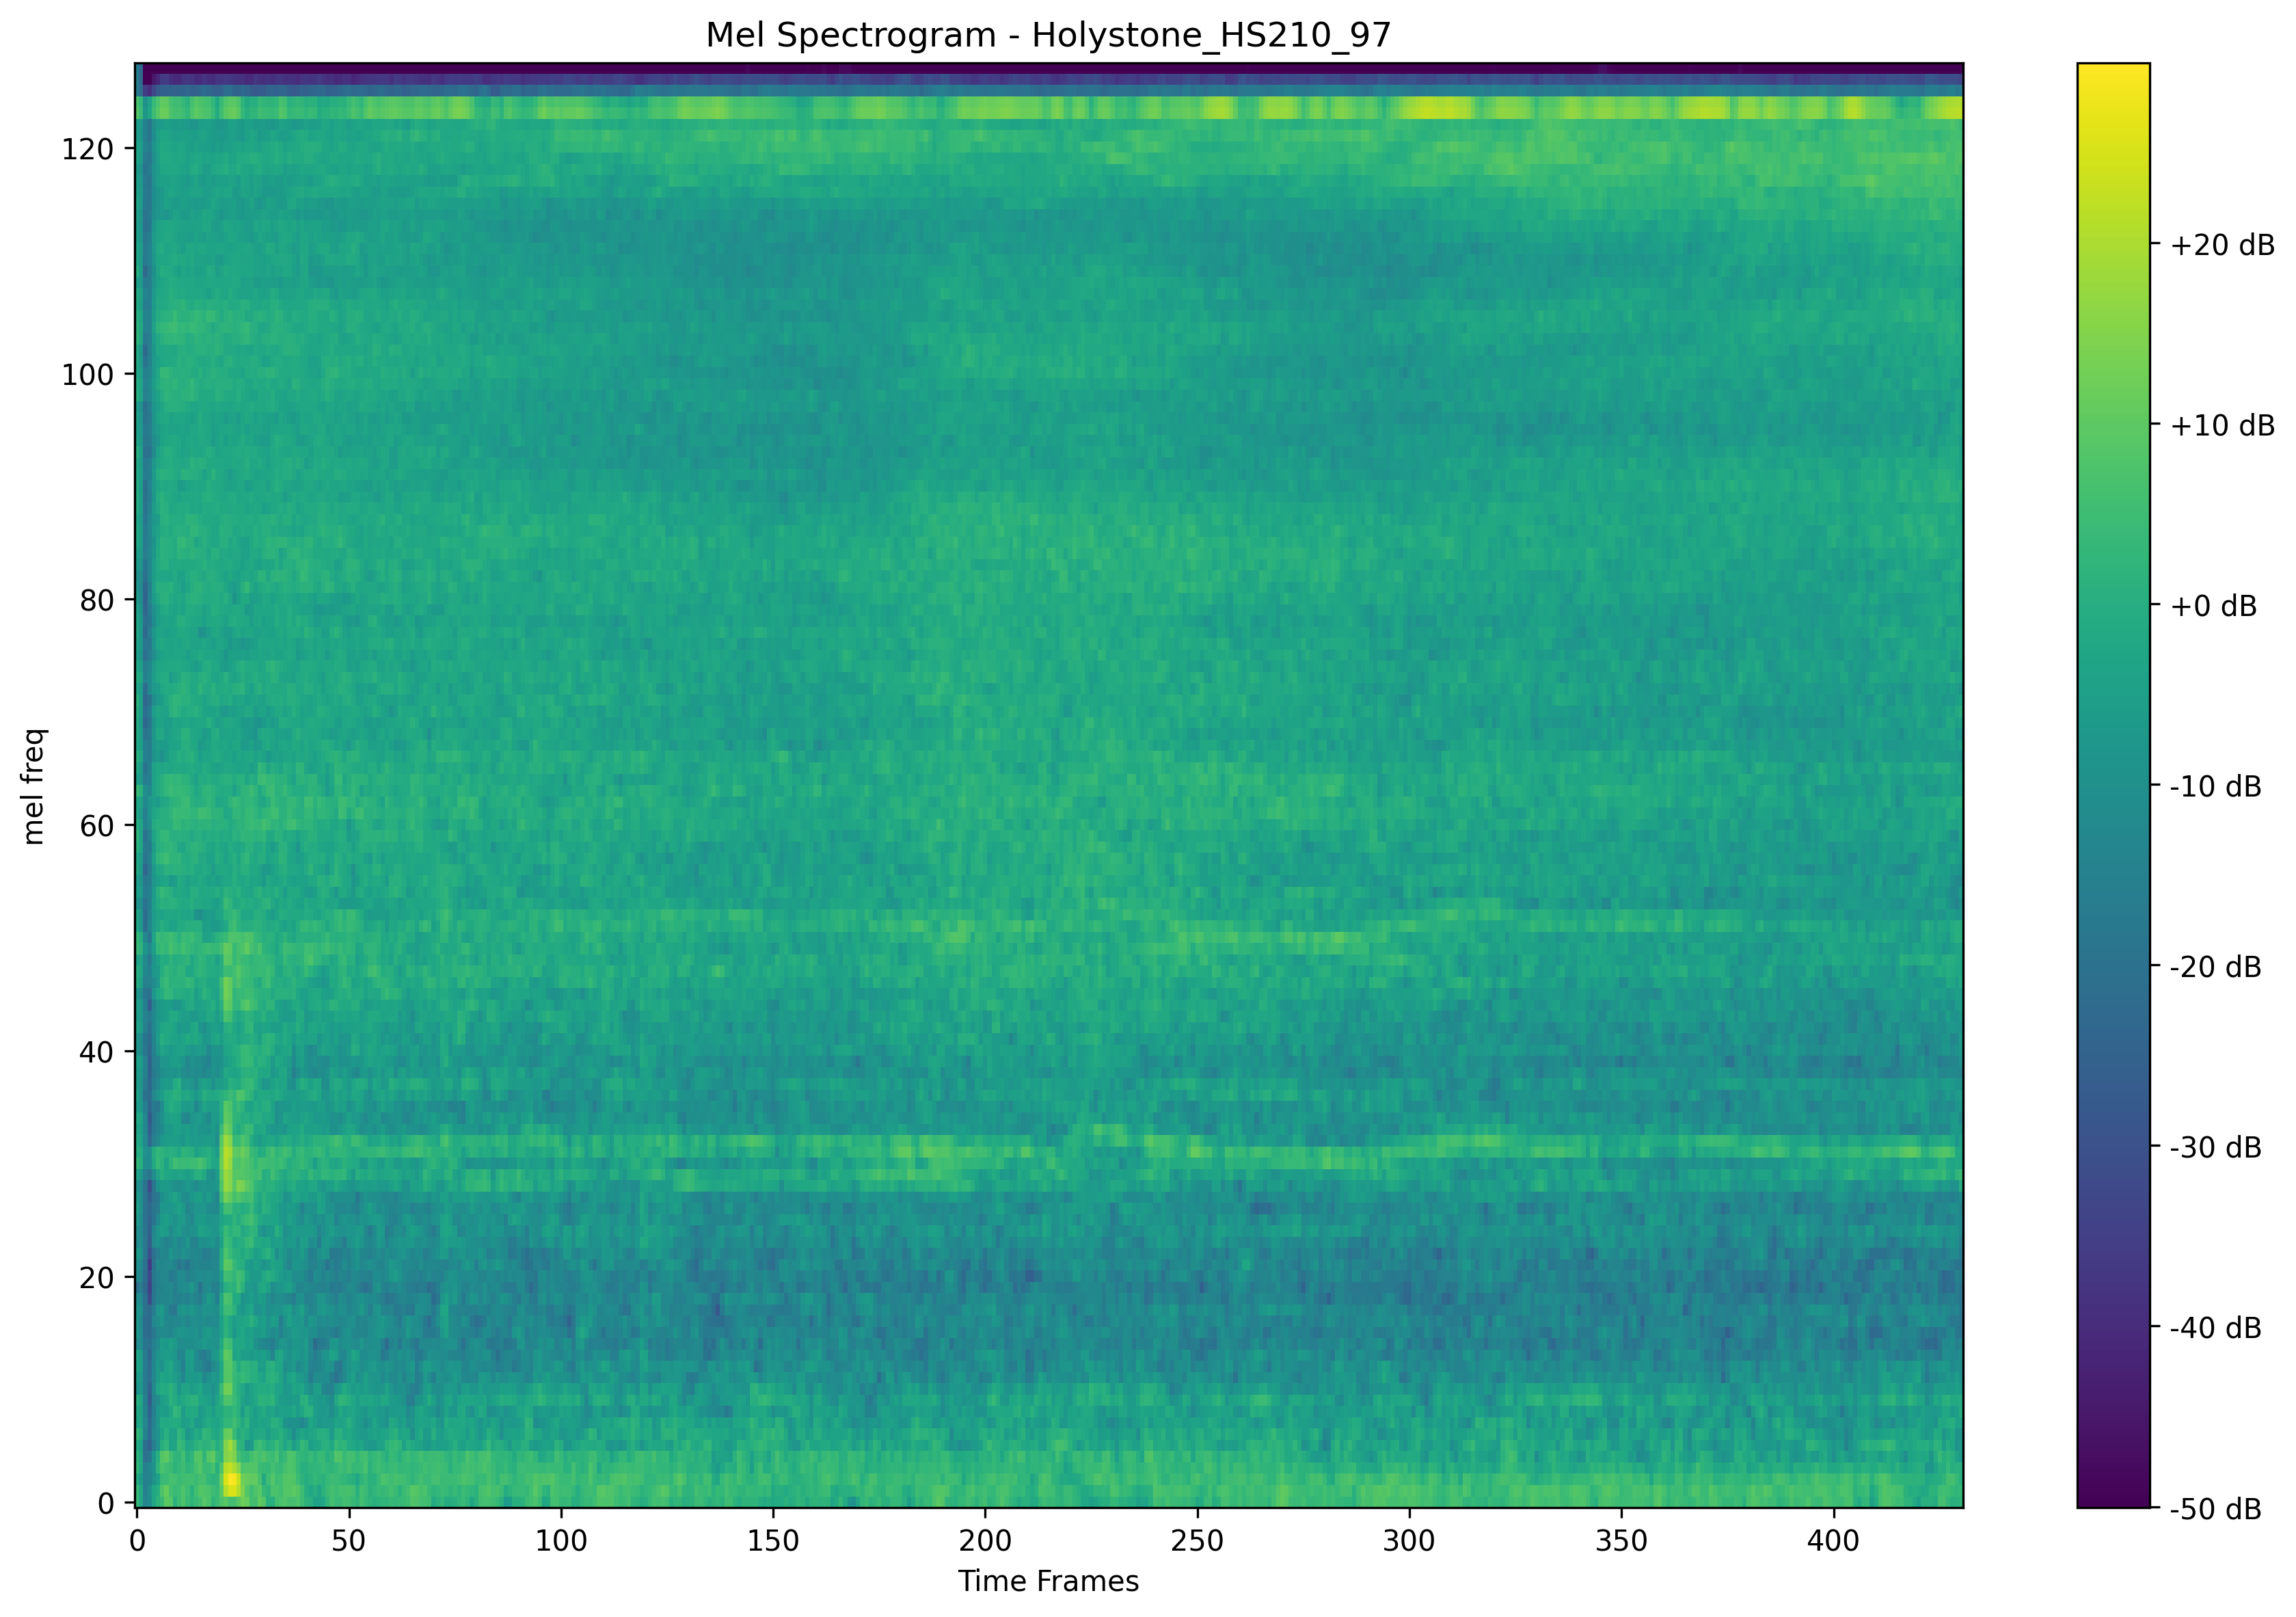 Mel Spectrogram - Holystone_HS210_97
mel freq
120
100
80
60
40
20
0
0 50 100 150 200 250 300 350 400
Time Frames
+20 dB
+10 dB
+0 dB
-10 dB
-20 dB
-30 dB
-40 dB
-50 dB